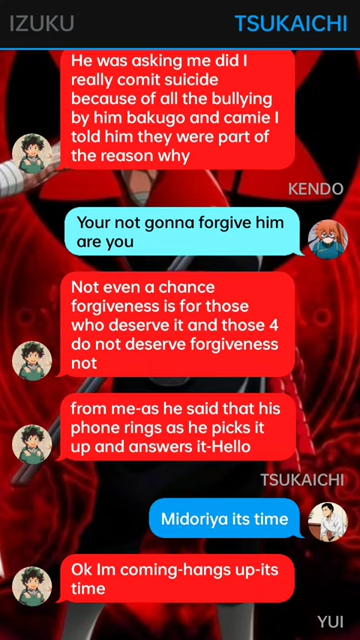 IZUKU
TSUKAICHI
He was asking me did I
really comit suicide
because of all the bullying
by him bakugo and camie I
told him they were part of
the reason why
KENDO
Your not gonna forgive him
are you
Not even a chance
forgiveness is for those
who deserve it and those 4
do not deserve forgiveness
not
from me-as he said that his
phone rings as he picks it
up and answers it-Hello
TSUKAICHI
Midoriya its time
Ok Im coming-hangs up-its
time
YUI